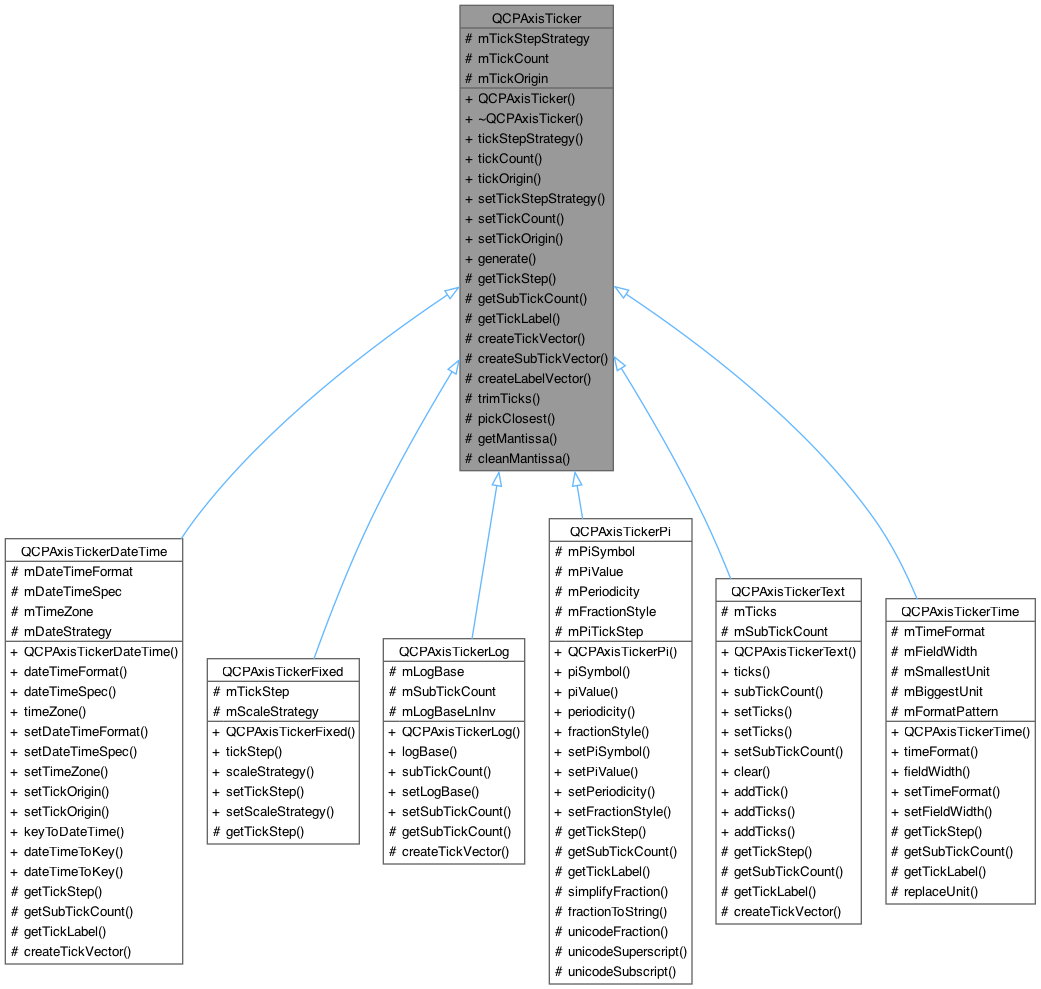 QCPAxisTicker
# mTickStepStrategy
# mTickCount
# mTickOrigin
+ QCPAxisTicker()
+ ~QCPAxisTicker()
+ tickStepStrategy()
+ tickCount()
+ tickOrigin()
+ setTickStepStrategy()
+ setTickCount()
+ setTickOrigin()
+ generate()
# getTickStep()
# getSubTickCount()
# getTickLabel()
# createTickVector()
# createSubTickVector()
# createLabelVector()
# trimTicks()
# pickClosest()
# getMantissa()
# cleanMantissa()
QCPAxisTickerDateTime
# mDateTimeFormat
# mDateTimeSpec
# mTimeZone
# mDateStrategy
+ QCPAxisTickerDateTime()
+ dateTimeFormat()
+ dateTimeSpec()
+ timeZone()
+ setDateTimeFormat()
+ setDateTimeSpec()
+ setTimeZone()
+ setTickOrigin()
+ setTickOrigin()
+ keyToDateTime()
+ dateTimeToKey()
+ dateTimeToKey()
# getTickStep()
# getSubTickCount()
# getTickLabel()
# createTickVector()
QCPAxisTickerFixed
# mTickStep
# mScaleStrategy
+ QCPAxisTickerFixed()
+ tickStep()
+ scaleStrategy()
+ setTickStep()
+ setScaleStrategy()
# getTickStep()
QCPAxisTickerLog
# mLogBase
# mSubTickCount
# mLogBaseLnInv
+ QCPAxisTickerLog()
+ logBase()
+ subTickCount()
+ setLogBase()
+ setSubTickCount()
# getSubTickCount()
# createTickVector()
QCPAxisTickerPi
# mPiSymbol
# mPiValue
# mPeriodicity
# mFractionStyle
# mPiTickStep
+ QCPAxisTickerPi()
+ piSymbol()
+ piValue()
+ periodicity()
+ fractionStyle()
+ setPiSymbol()
+ setPiValue()
+ setPeriodicity()
+ setFractionStyle()
# getTickStep()
# getSubTickCount()
# getTickLabel()
# simplifyFraction()
# fractionToString()
# unicodeFraction()
# unicodeSuperscript()
# unicodeSubscript()
QCPAxisTickerText
# mTicks
# mSubTickCount
+ QCPAxisTickerText()
+ ticks()
+ subTickCount()
+ setTicks()
+ setTicks()
+ setSubTickCount()
+ clear()
+ addTick()
+ addTicks()
+ addTicks()
# getTickStep()
# getSubTickCount()
# getTickLabel()
# createTickVector()
QCPAxisTickerTime
# mTimeFormat
# mFieldWidth
# mSmallestUnit
# mBiggestUnit
# mFormatPattern
+ QCPAxisTickerTime()
+ timeFormat()
+ fieldWidth()
+ setTimeFormat()
+ setFieldWidth()
# getTickStep()
# getSubTickCount()
# getTickLabel()
# replaceUnit()